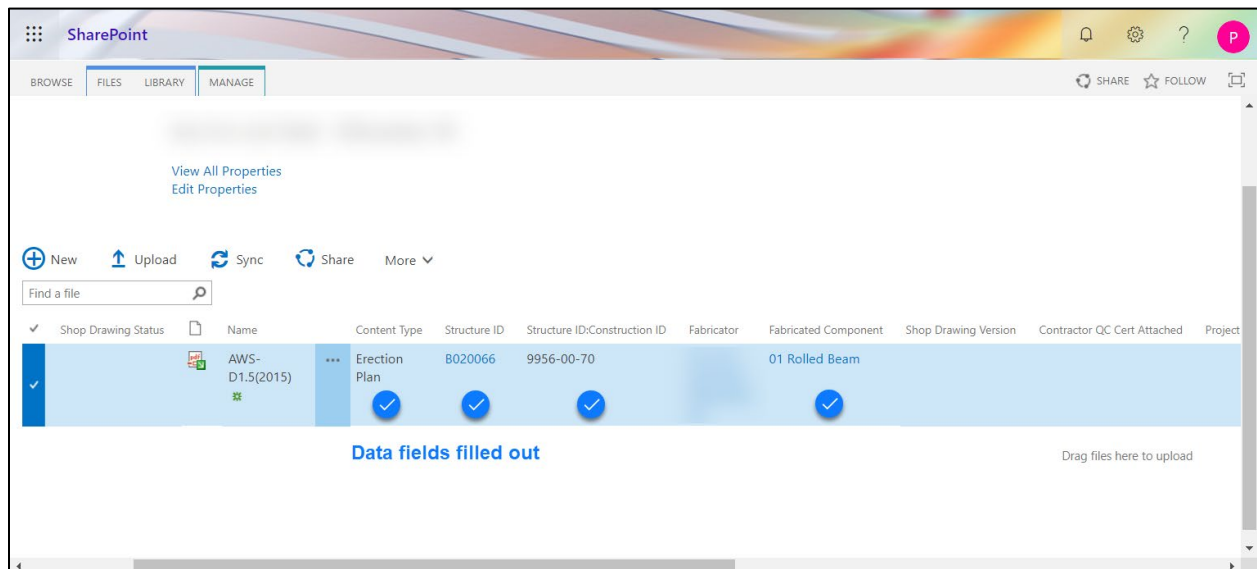 SharePoint
P
BROWSE FILES LIBRARY MANAGE SHARE FOLLOW
View All Properties
Edit Properties
New Upload Sync Share More
Find a file
Shop Drawing Status Name Content Type Structure ID Structure ID:Construction ID Fabricator Fabricated Component Shop Drawing Version Contractor QC Cert Attached Project
AWS- ... Erection B020066 9956-00-70 01 Rolled Beam
D1.5(2015) Plan
Data fields filled out
Drag files here to upload